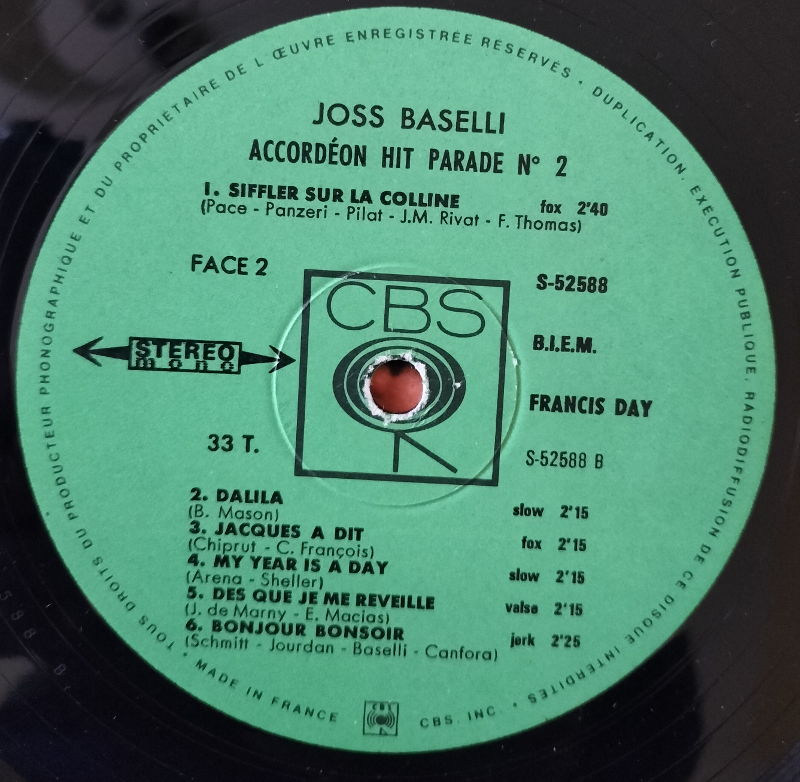 TOUS DROITS DU PRODUCTEUR PHONOGRAPHIQUE ET DU PROPRIÉTAIRE DE L'ŒUVRE ENREGISTRÉE RÉSERVÉS • DUPLICATION, EXÉCUTION PUBLIQUE, RADIODIFFUSION DE CE DISQUE INTERDITES •
JOSS BASELLI
ACCORDÉON HIT PARADE N° 2
1. SIFFLER SUR LA COLLINE fox 2'40
(Pace - Panzeri - Pilat - J.M. Rivat - F. Thomas)
FACE 2
S-52588
CBS
B.I.E.M.
STEREO
mono
FRANCIS DAY
33 T.
S-52588 B
2. DALILA slow 2'15
(B. Mason)
3. JACQUES A DIT fox 2'15
(Chiprut - C. François)
4. MY YEAR IS A DAY slow 2'15
(Arena - Sheller)
5. DES QUE JE ME REVEILLE valse 2'15
(J. de Marny - E. Macias)
6. BONJOUR BONSOIR jerk 2'25
(Schmitt - Jourdan - Baselli - Canfora)
• MADE IN FRANCE
CBS
CBS. INC. •